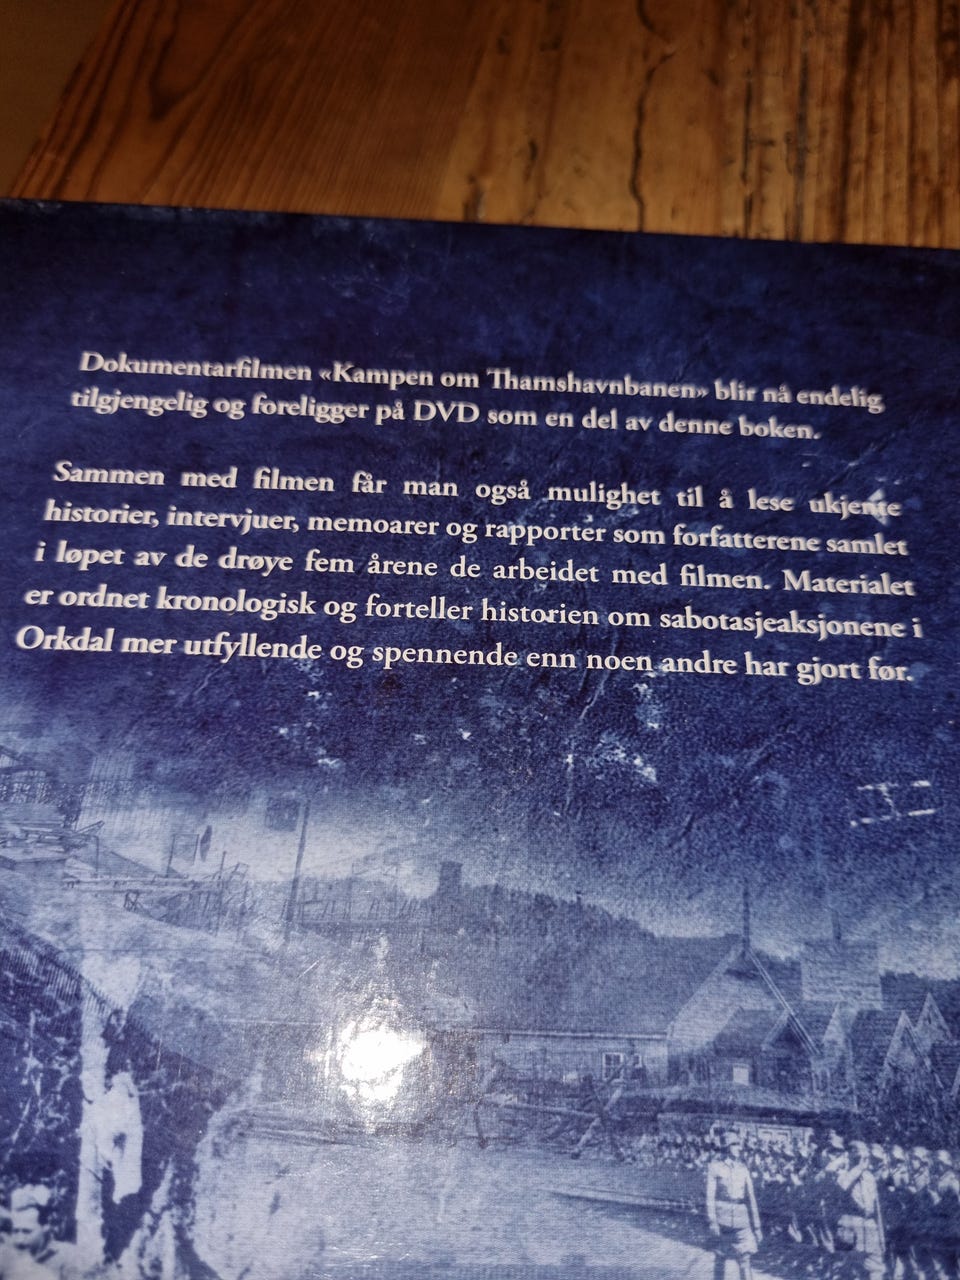 Dokumentarfilmen «Kampen om Thamshavnbanen» blir nå endelig
tilgjengelig og foreligger på DVD som en del av denne boken.
Sammen med filmen får man også mulighet til å lese ukjente
historier, intervjuer, memoarer og rapporter som forfatterene samlet
i løpet av de drøye fem årene de arbeidet med filmen. Materialet
er ordnet kronologisk og forteller historien om sabotasjeaksjonene i
Orkdal mer utfyllende og spennende enn noen andre har gjort før.